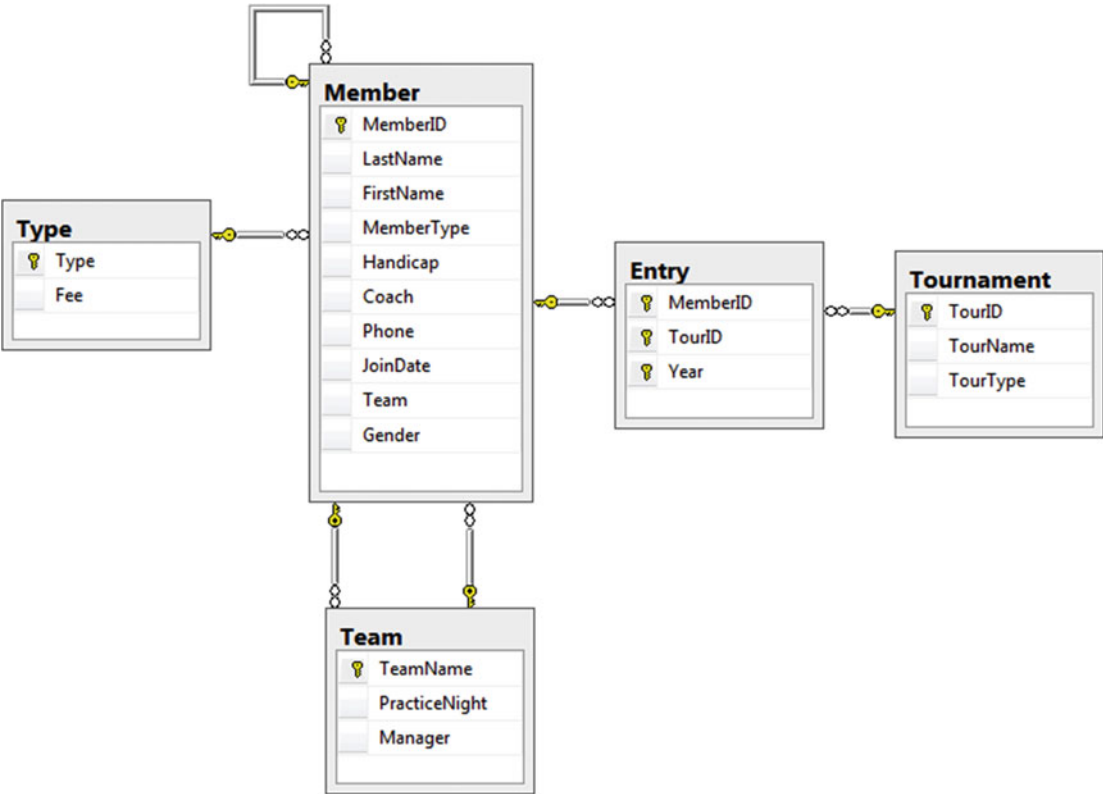 Member
MemberID
LastName
FirstName
MemberType
Handicap
Coach
Phone
JoinDate
Team
Gender
Type
Type
Fee
Entry
MemberID
TourID
Year
Tournament
TourID
TourName
TourType
Team
TeamName
PracticeNight
Manager